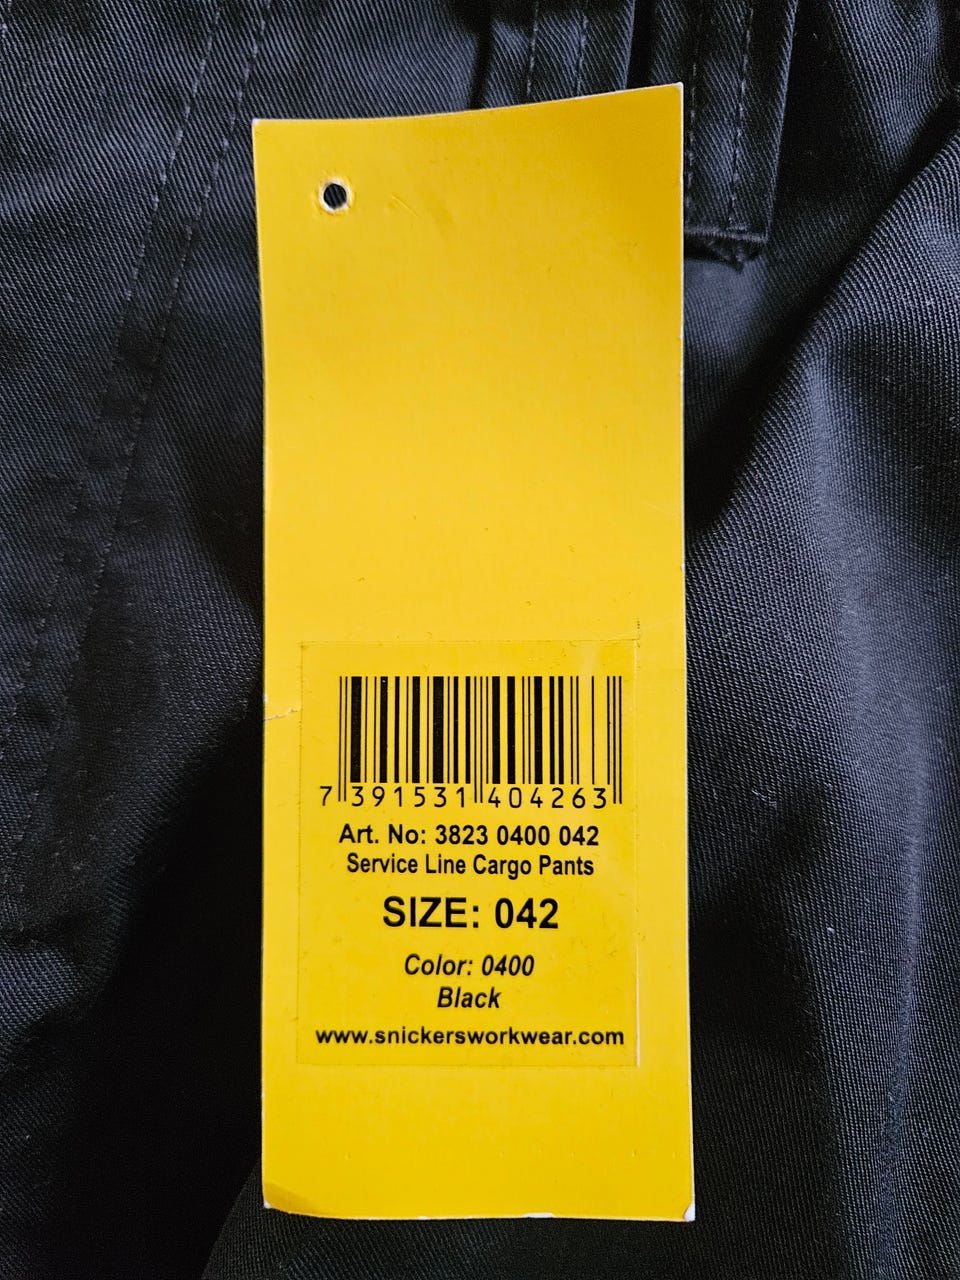 7 391531 404263
Art. No: 3823 0400 042
Service Line Cargo Pants
SIZE: 042
Color: 0400
Black
www.snickersworkwear.com